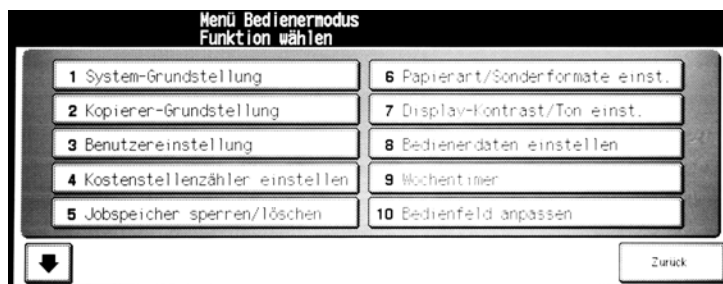 Menü Bedienermodus
Funktion wählen
1 System-Grundstellung
2 Kopierer-Grundstellung
3 Benutzereinstellung
4 Kostenstellenzähler einstellen
5 Jobspeicher sperren/löschen
6 Papierart/Sonderformate einst.
7 Display-Kontrast/Ton einst.
8 Bedienerdaten einstellen
9 Wochentimer
10 Bedienfeld anpassen
Zurück